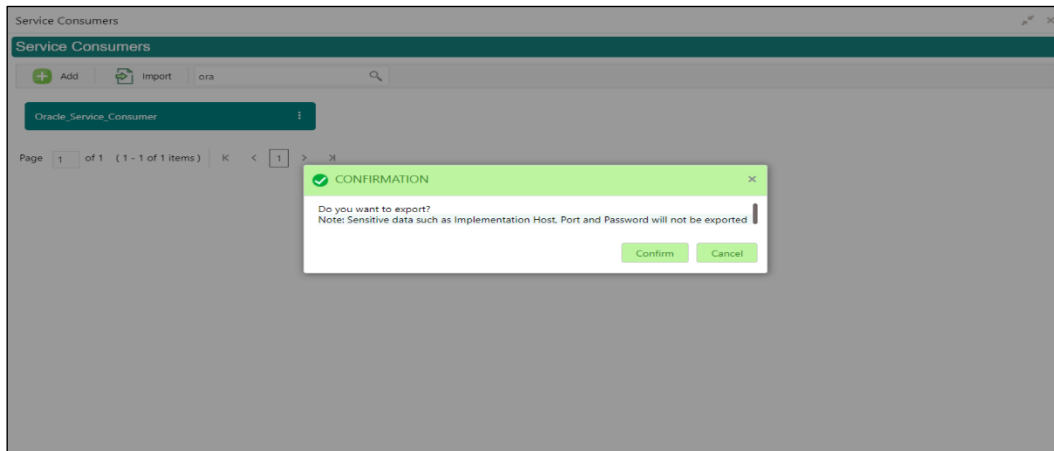 Service Consumers
Service Consumers
Add Import ora
Oracle_Service_Consumer
Page 1 of 1 (1 - 1 of 1 items) K < 1 > >|
CONFIRMATION
Do you want to export?
Note: Sensitive data such as Implementation Host, Port and Password will not be exported
Confirm Cancel